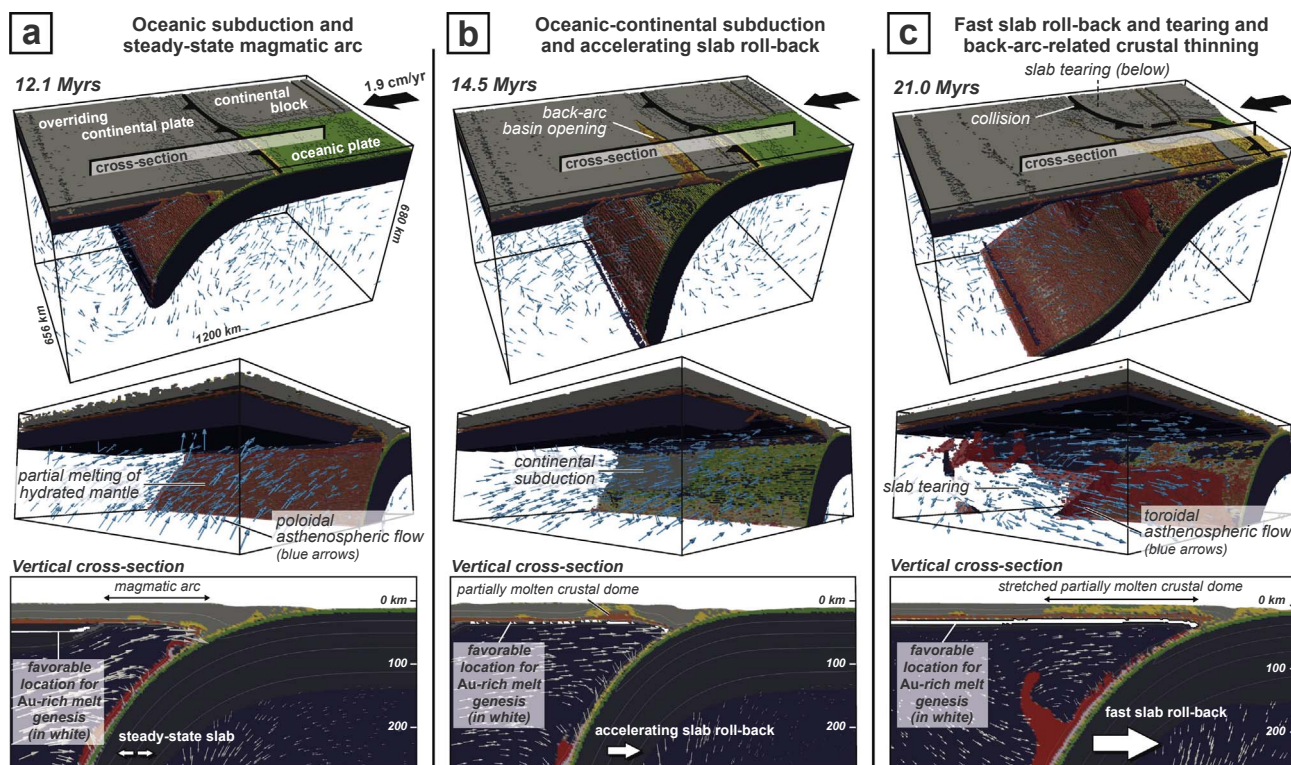 a
Oceanic subduction and
steady-state magmatic arc
12.1 Myrs
1.9 cm/yr
continental
block
overriding
continental plate
oceanic plate
cross-section
680 km
656 km
1200 km
partial melting of
hydrated mantle
poloidal
asthenospheric flow
(blue arrows)
Vertical cross-section
magmatic arc
0 km
favorable
location for
Au-rich melt
genesis
(in white)
100
200
steady-state slab
b
Oceanic-continental subduction
and accelerating slab roll-back
14.5 Myrs
back-arc
basin opening
cross-section
continental
subduction
Vertical cross-section
partially molten crustal dome
0 km
favorable
location for
Au-rich melt
genesis
(in white)
100
200
accelerating slab roll-back
c
Fast slab roll-back and tearing and
back-arc-related crustal thinning
21.0 Myrs
slab tearing (below)
collision
cross-section
slab tearing
toroidal
asthenospheric flow
(blue arrows)
Vertical cross-section
stretched partially molten crustal dome
0 km
favorable
location for
Au-rich melt
genesis
(in white)
100
200
fast slab roll-back